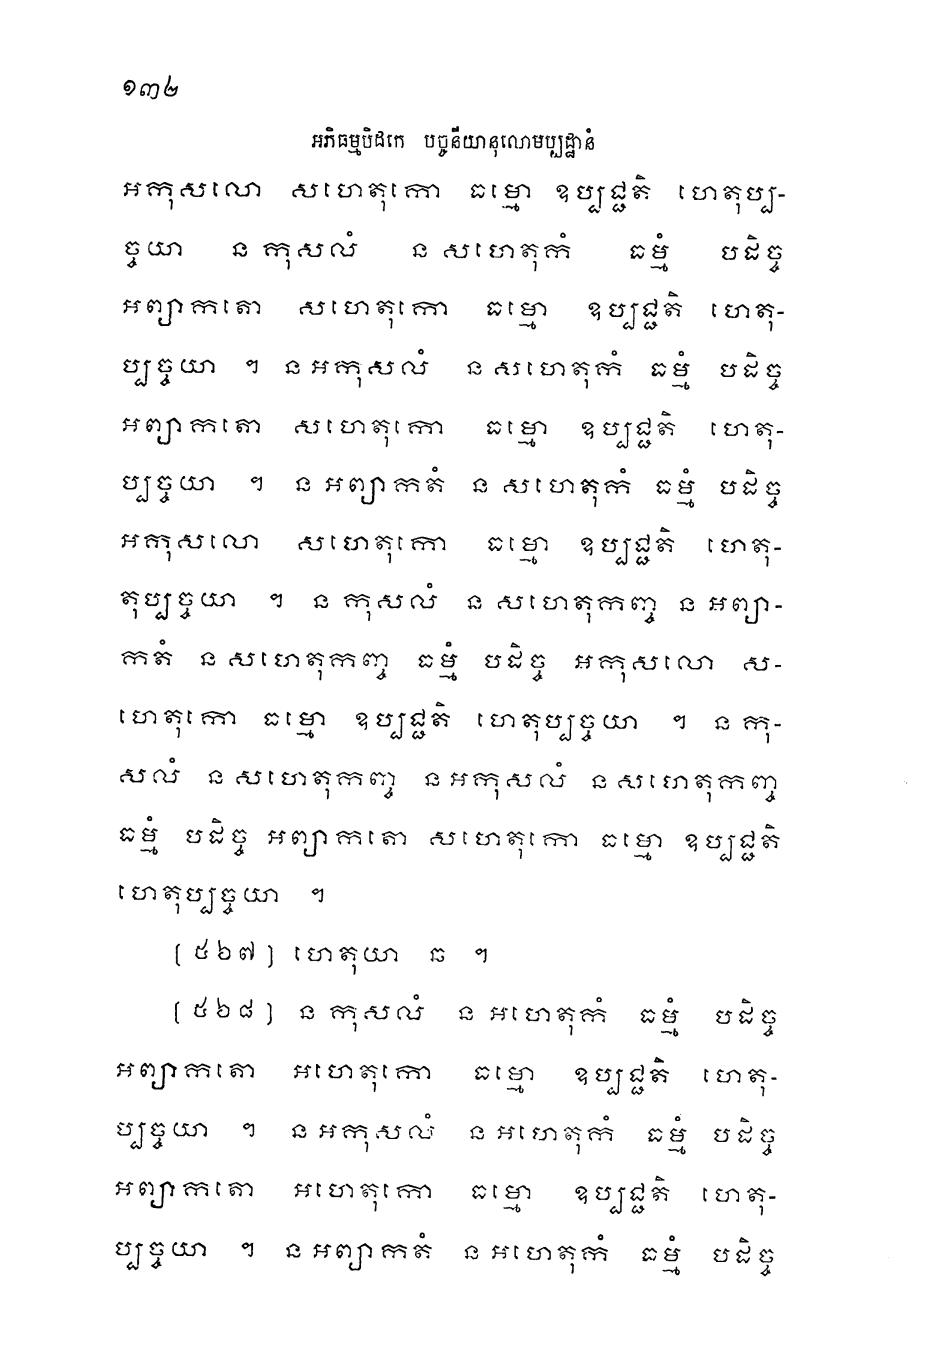 ១៣២
អភិធម្មបិដកេ បច្ចនីយានុលោមប្បដ្ឋានំ
អកុសលោ សហេតុកោ ធម្មោ ឧប្បជ្ជតិ ហេតុប្ប-
ច្ចយា ន កុសលំ ន សហេតុកំ ធម្មំ បដិច្ច
អព្យាកតោ សហេតុកោ ធម្មោ ឧប្បជ្ជតិ ហេតុ-
ប្បច្ចយា ។ ន អកុសលំ ន សហេតុកំ ធម្មំ បដិច្ច
អព្យាកតោ សហេតុកោ ធម្មោ ឧប្បជ្ជតិ ហេតុ-
ប្បច្ចយា ។ ន អព្យាកតំ ន សហេតុកំ ធម្មំ បដិច្ច
អកុសលោ សហេតុកោ ធម្មោ ឧប្បជ្ជតិ ហេតុ-
តុប្បច្ចយា ។ ន កុសលំ ន សហេតុកញ្ច ន អព្យា-
កតំ ន សហេតុកញ្ច ធម្មំ បដិច្ច អកុសលោ ស-
ហេតុកោ ធម្មោ ឧប្បជ្ជតិ ហេតុប្បច្ចយា ។ ន កុ-
សលំ ន សហេតុកញ្ច ន អកុសលំ ន សហេតុកញ្ច
ធម្មំ បដិច្ច អព្យាកតោ សហេតុកោ ធម្មោ ឧប្បជ្ជតិ
ហេតុប្បច្ចយា ។
(៥៦៧) ហេតុយា ឆ ។
(៥៦៨) ន កុសលំ ន អហេតុកំ ធម្មំ បដិច្ច
អព្យាកតោ អហេតុកោ ធម្មោ ឧប្បជ្ជតិ ហេតុ-
ប្បច្ចយា ។ ន អកុសលំ ន អហេតុកំ ធម្មំ បដិច្ច
អព្យាកតោ អហេតុកោ ធម្មោ ឧប្បជ្ជតិ ហេតុ-
ប្បច្ចយា ។ ន អព្យាកតំ ន អហេតុកំ ធម្មំ បដិច្ច